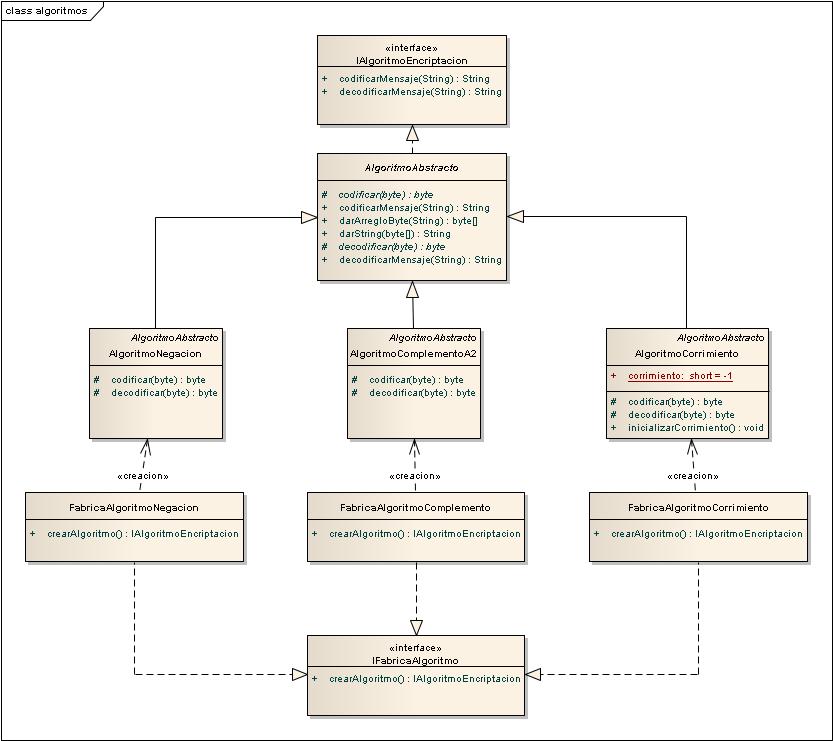 class algoritmos
«interface»
IAlgoritmoEncriptacion
+ codificarMensaje(String) : String
+ decodificarMensaje(String) : String
AlgoritmoAbstracto
# codificar(byte) : byte
+ codificarMensaje(String) : String
+ darArregloByte(String) : byte[]
+ darString(byte[]) : String
# decodificar(byte) : byte
+ decodificarMensaje(String) : String
AlgoritmoAbstracto
AlgoritmoNegacion
# codificar(byte) : byte
# decodificar(byte) : byte
AlgoritmoAbstracto
AlgoritmoComplementoA2
# codificar(byte) : byte
# decodificar(byte) : byte
AlgoritmoAbstracto
AlgoritmoCorrimiento
+ corrimiento: short = -1
# codificar(byte) : byte
# decodificar(byte) : byte
+ inicializarCorrimiento() : void
«creacion»
«creacion»
«creacion»
FabricaAlgoritmoNegacion
+ crearAlgoritmo() : IAlgoritmoEncriptacion
FabricaAlgoritmoComplemento
+ crearAlgoritmo() : IAlgoritmoEncriptacion
FabricaAlgoritmoCorrimiento
+ crearAlgoritmo() : IAlgoritmoEncriptacion
«interface»
IFabricaAlgoritmo
+ crearAlgoritmo() : IAlgoritmoEncriptacion